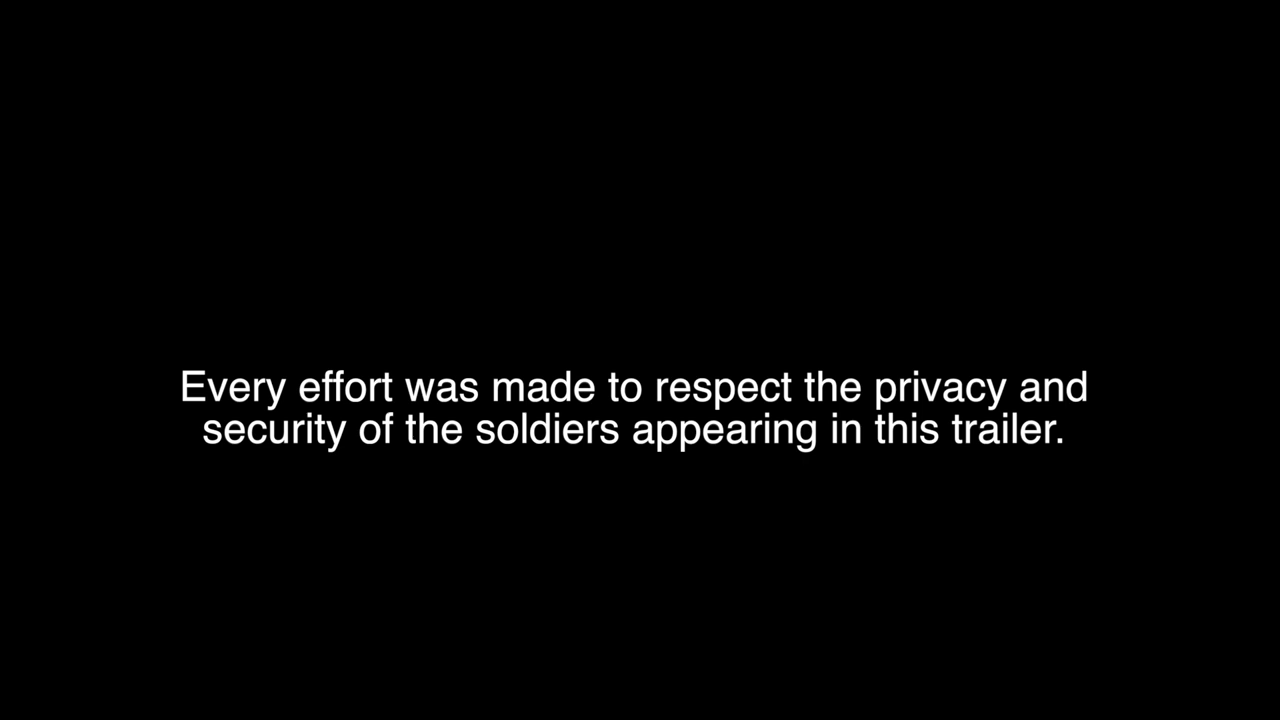 Every effort was made to respect the privacy and
security of the soldiers appearing in this trailer.